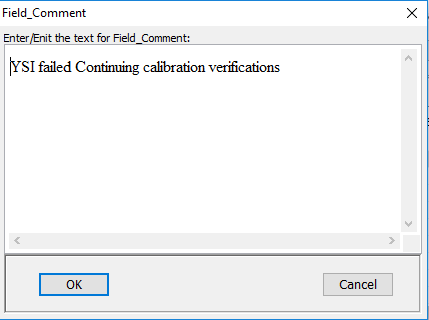 Field_Comment
Enter/Enit the text for Field_Comment:
YSI failed Continuing calibration verifications
OK
Cancel